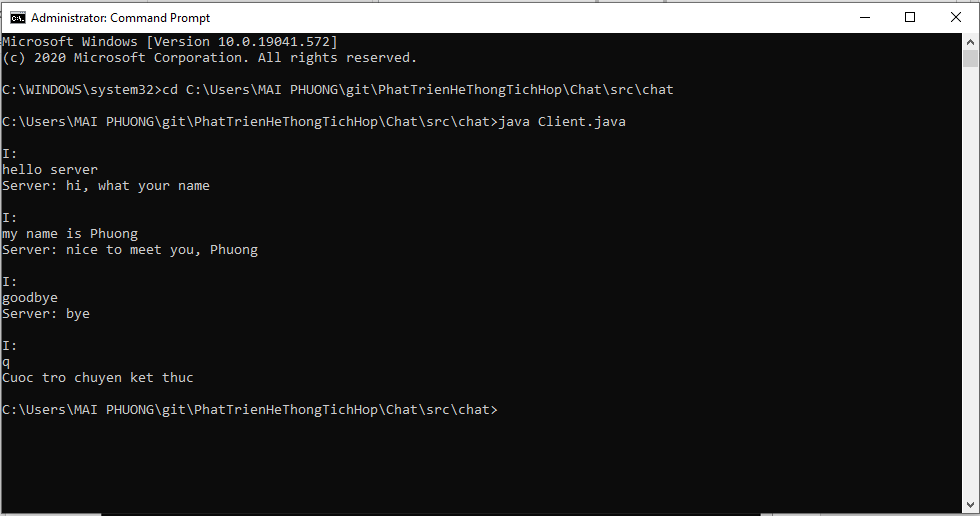 Administrator: Command Prompt
Microsoft Windows [Version 10.0.19041.572]
(c) 2020 Microsoft Corporation. All rights reserved.
C:\WINDOWS\system32>cd C:\Users\MAI PHUONG\git\PhatTrienHeThongTichHop\Chat\src\chat
C:\Users\MAI PHUONG\git\PhatTrienHeThongTichHop\Chat\src\chat>java Client.java
I:
hello server
Server: hi, what your name
I:
my name is Phuong
Server: nice to meet you, Phuong
I:
goodbye
Server: bye
I:
q
Cuoc tro chuyen ket thuc
C:\Users\MAI PHUONG\git\PhatTrienHeThongTichHop\Chat\src\chat>